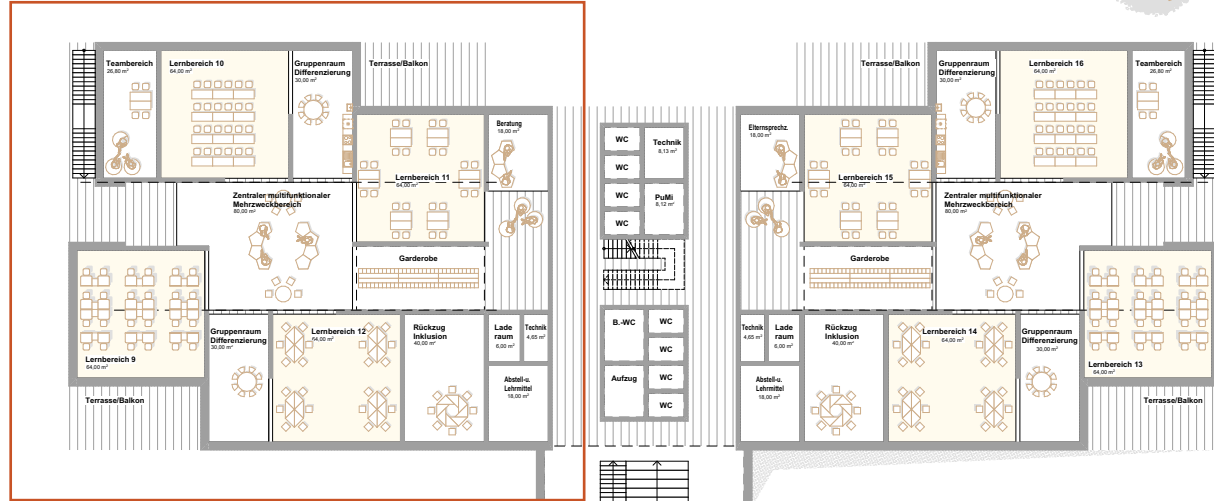 Teambereich
26,80 m²
Lernbereich 10
64,00 m²
Gruppenraum
Differenzierung
30,00 m²
Terrasse/Balkon
Beratung
18,00 m²
Lernbereich 11
64,00 m²
Zentraler multifunktionaler
Mehrzweckbereich
80,00 m²
Garderobe
Lernbereich 9
64,00 m²
Terrasse/Balkon
Gruppenraum
Differenzierung
30,00 m²
Lernbereich 12
64,00 m²
Rückzug
Inklusion
40,00 m²
Lade
raum
6,00 m²
Technik
4,65 m²
Abstell-u.
Lehrmittel
18,00 m²
WC
WC
WC
WC
Technik
8,13 m²
PuMi
8,12 m²
B.-WC
Aufzug
WC
WC
WC
WC
Terrasse/Balkon
Gruppenraum
Differenzierung
30,00 m²
Lernbereich 16
64,00 m²
Teambereich
26,80 m²
Elternsprechz.
18,00 m²
Lernbereich 15
64,00 m²
Zentraler multifunktionaler
Mehrzweckbereich
80,00 m²
Garderobe
Technik
4,65 m²
Lade
raum
6,00 m²
Rückzug
Inklusion
40,00 m²
Lernbereich 14
64,00 m²
Gruppenraum
Differenzierung
30,00 m²
Lernbereich 13
64,00 m²
Abstell-u.
Lehrmittel
18,00 m²
Terrasse/Balkon